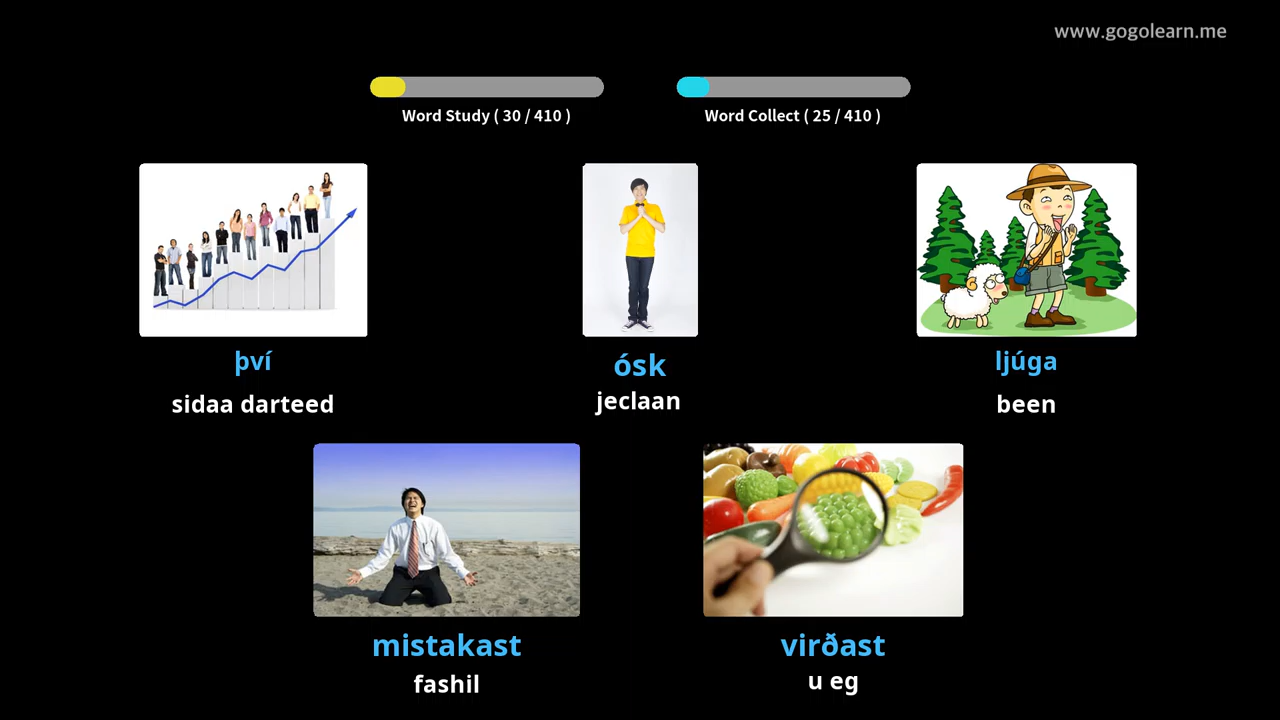 www.gogolearn.me
Word Study ( 30 / 410 )
Word Collect ( 25 / 410 )
því
ósk
ljúga
sidaa darteed
jeclaan
been
mistakast
virðast
fashil
u eg